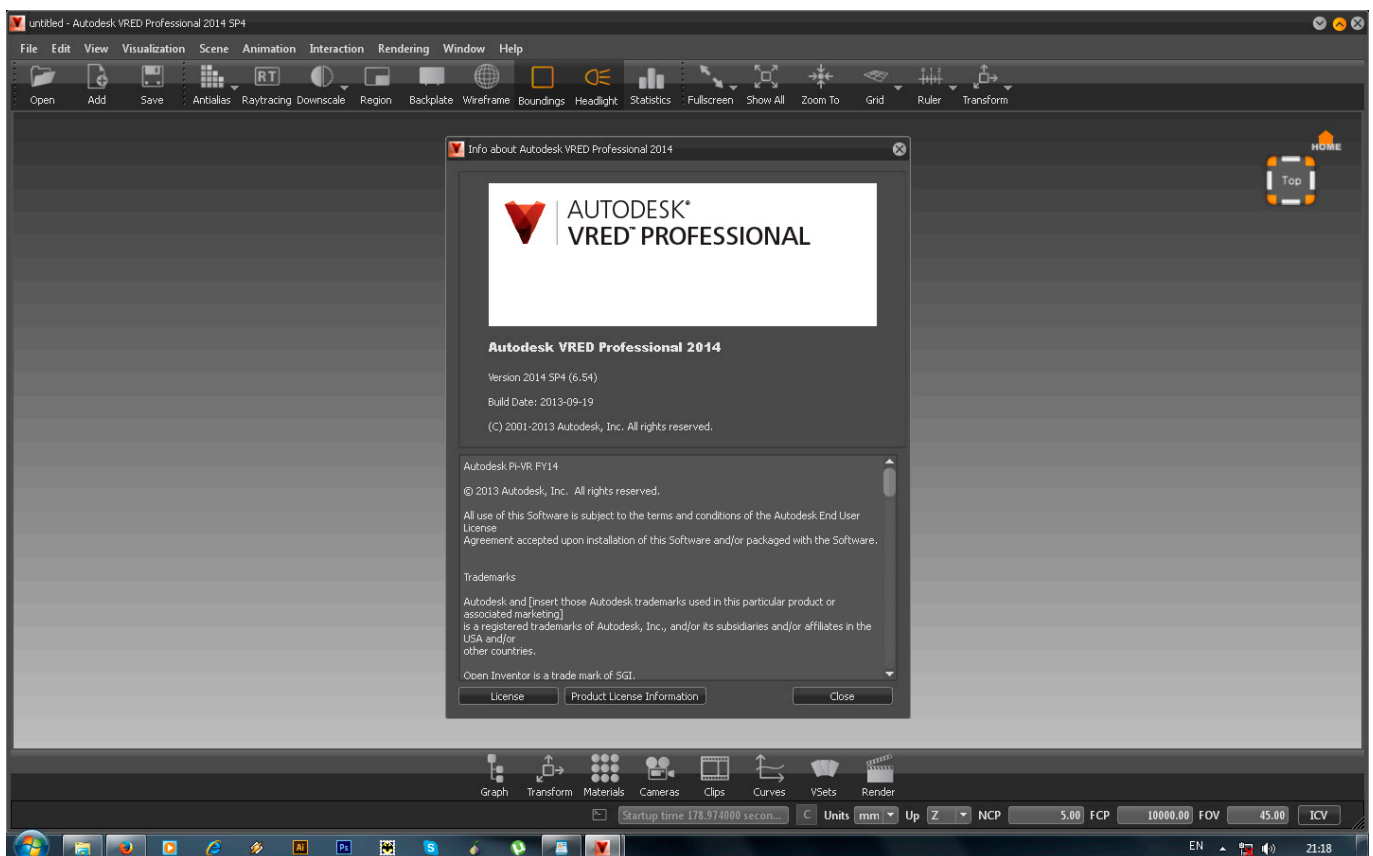 untitled - Autodesk VRED Professional 2014 SP4
File Edit View Visualization Scene Animation Interaction Rendering Window Help
Open Add Save Antialias Raytracing Downscale Region Backplate Wireframe Boundings Headlight Statistics Fullscreen Show All Zoom To Grid Ruler Transform
RT
1 2
HOME
Top
Info about Autodesk VRED Professional 2014
AUTODESK®
VRED™ PROFESSIONAL
Autodesk VRED Professional 2014
Version 2014 SP4 (6.54)
Build Date: 2013-09-19
(C) 2001-2013 Autodesk, Inc. All rights reserved.
Autodesk Pi-VR FY14
© 2013 Autodesk, Inc. All rights reserved.
All use of this Software is subject to the terms and conditions of the Autodesk End User
License
Agreement accepted upon installation of this Software and/or packaged with the Software.
Trademarks
Autodesk and [insert those Autodesk trademarks used in this particular product or
associated marketing]
is a registered trademarks of Autodesk, Inc., and/or its subsidiaries and/or affiliates in the
USA and/or
other countries.
Open Inventor is a trade mark of SGI.
License Product License Information Close
Graph Transform Materials Cameras Clips Curves VSets Render
Startup time 178.974000 secon... C Units mm Up Z NCP 5.00 FCP 10000.00 FOV 45.00 ICV
Ai Ps S V EN 21:18